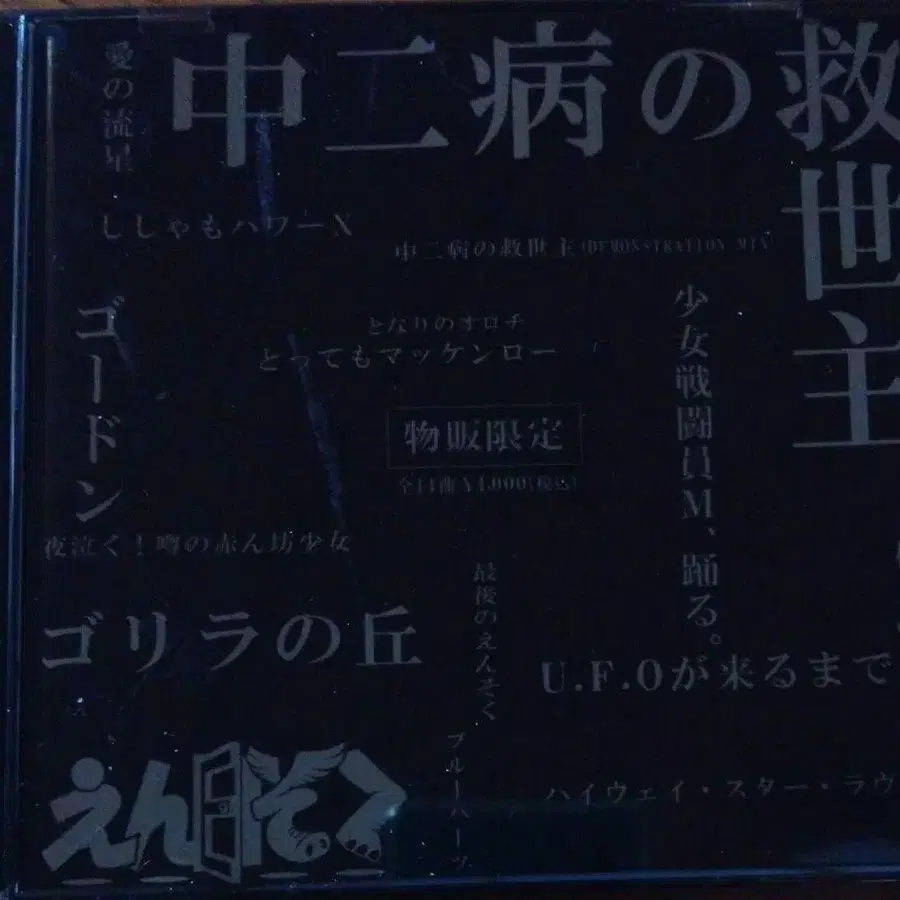 中二病の救世主
愛の流星
ししゃもパワーX
中二病の救世主(DEMONSTRATION MIX)
ゴードン
となりのオロチ
とってもマッケンロー
少女戦闘員M、踊る。
物販限定
全14曲¥4,000(税込)
夜泣く!噂の赤ん坊少女
ゴリラの丘
最後のえんそく
U.F.Oが来るまで
ブルーハーツ
ハイウェイ・スター・ラヴ
えんそく